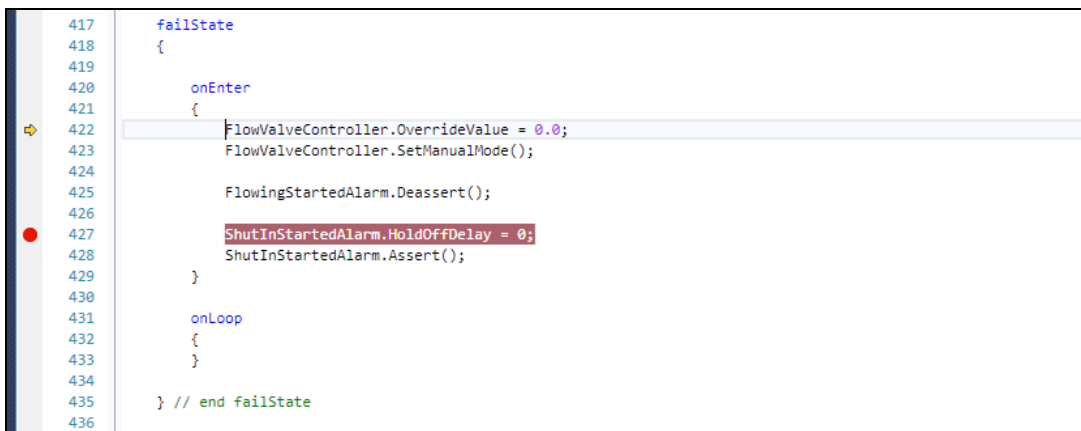 417 failState
418 {
419
420 onEnter
421 {
422 FlowValveController.OverrideValue = 0.0;
423 FlowValveController.SetManualMode();
424
425 FlowingStartedAlarm.Deassert();
426
427 ShutInStartedAlarm.HoldOffDelay = 0;
428 ShutInStartedAlarm.Assert();
429 }
430
431 onLoop
432 {
433 }
434
435 } // end failState
436